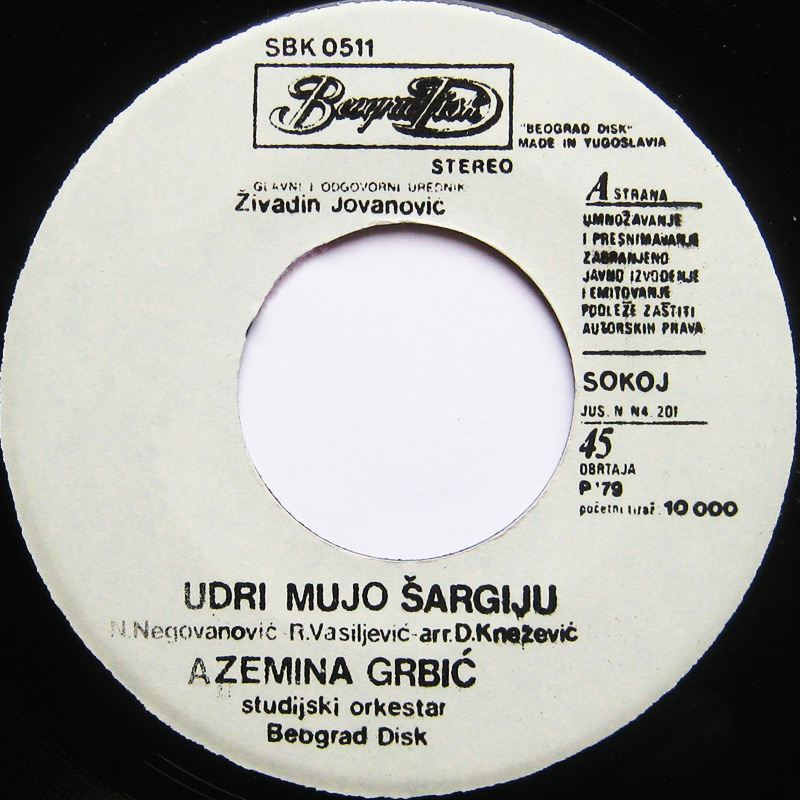 SBK 0511
Beograd Disk
"BEOGRAD DISK"
MADE IN YUGOSLAVIA
STEREO
GLAVNI I ODGOVORNI UREDNIK
Živadin Jovanović
A STRANA
UMNOŽAVANJE
I PRESNIMAVANJE
ZABRANJENO
JAVNO IZVOĐENJE
I EMITOVANJE
PODLEŽE ZAŠTITI
AUTORSKIH PRAVA
SOKOJ
JUS. N N4. 201
45
OBRTAJA
P '79
početni tiraž: 10 000
UDRI MUJO ŠARGIJU
N.Negovanović-R.Vasiljević-arr.D.Knežević
AZEMINA GRBIĆ
studijski orkestar
Beograd Disk